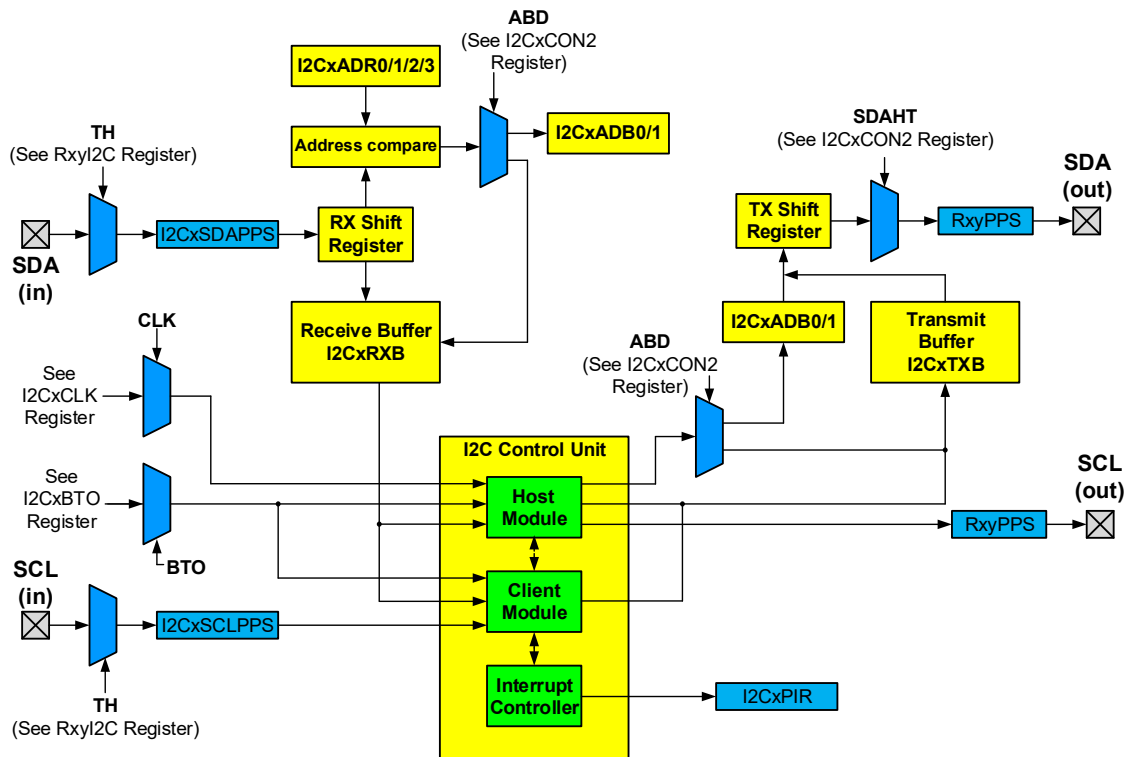 ABD
(See I2CxCON2
Register)
I2CxADR0/1/2/3
TH
(See RxyI2C Register)
Address compare
I2CxADB0/1
SDAHT
(See I2CxCON2 Register)
SDA
(out)
I2CxSDAPPS
RX Shift
Register
TX Shift
Register
RxyPPS
SDA
(in)
CLK
Receive Buffer
I2CxRXB
I2CxADB0/1
Transmit
Buffer
I2CxTXB
See
I2CxCLK
Register
ABD
(See I2CxCON2
Register)
I2C Control Unit
See
I2CxBTO
Register
Host
Module
SCL
(out)
RxyPPS
BTO
SCL
(in)
Client
Module
I2CxSCLPPS
Interrupt
Controller
I2CxPIR
TH
(See RxyI2C Register)